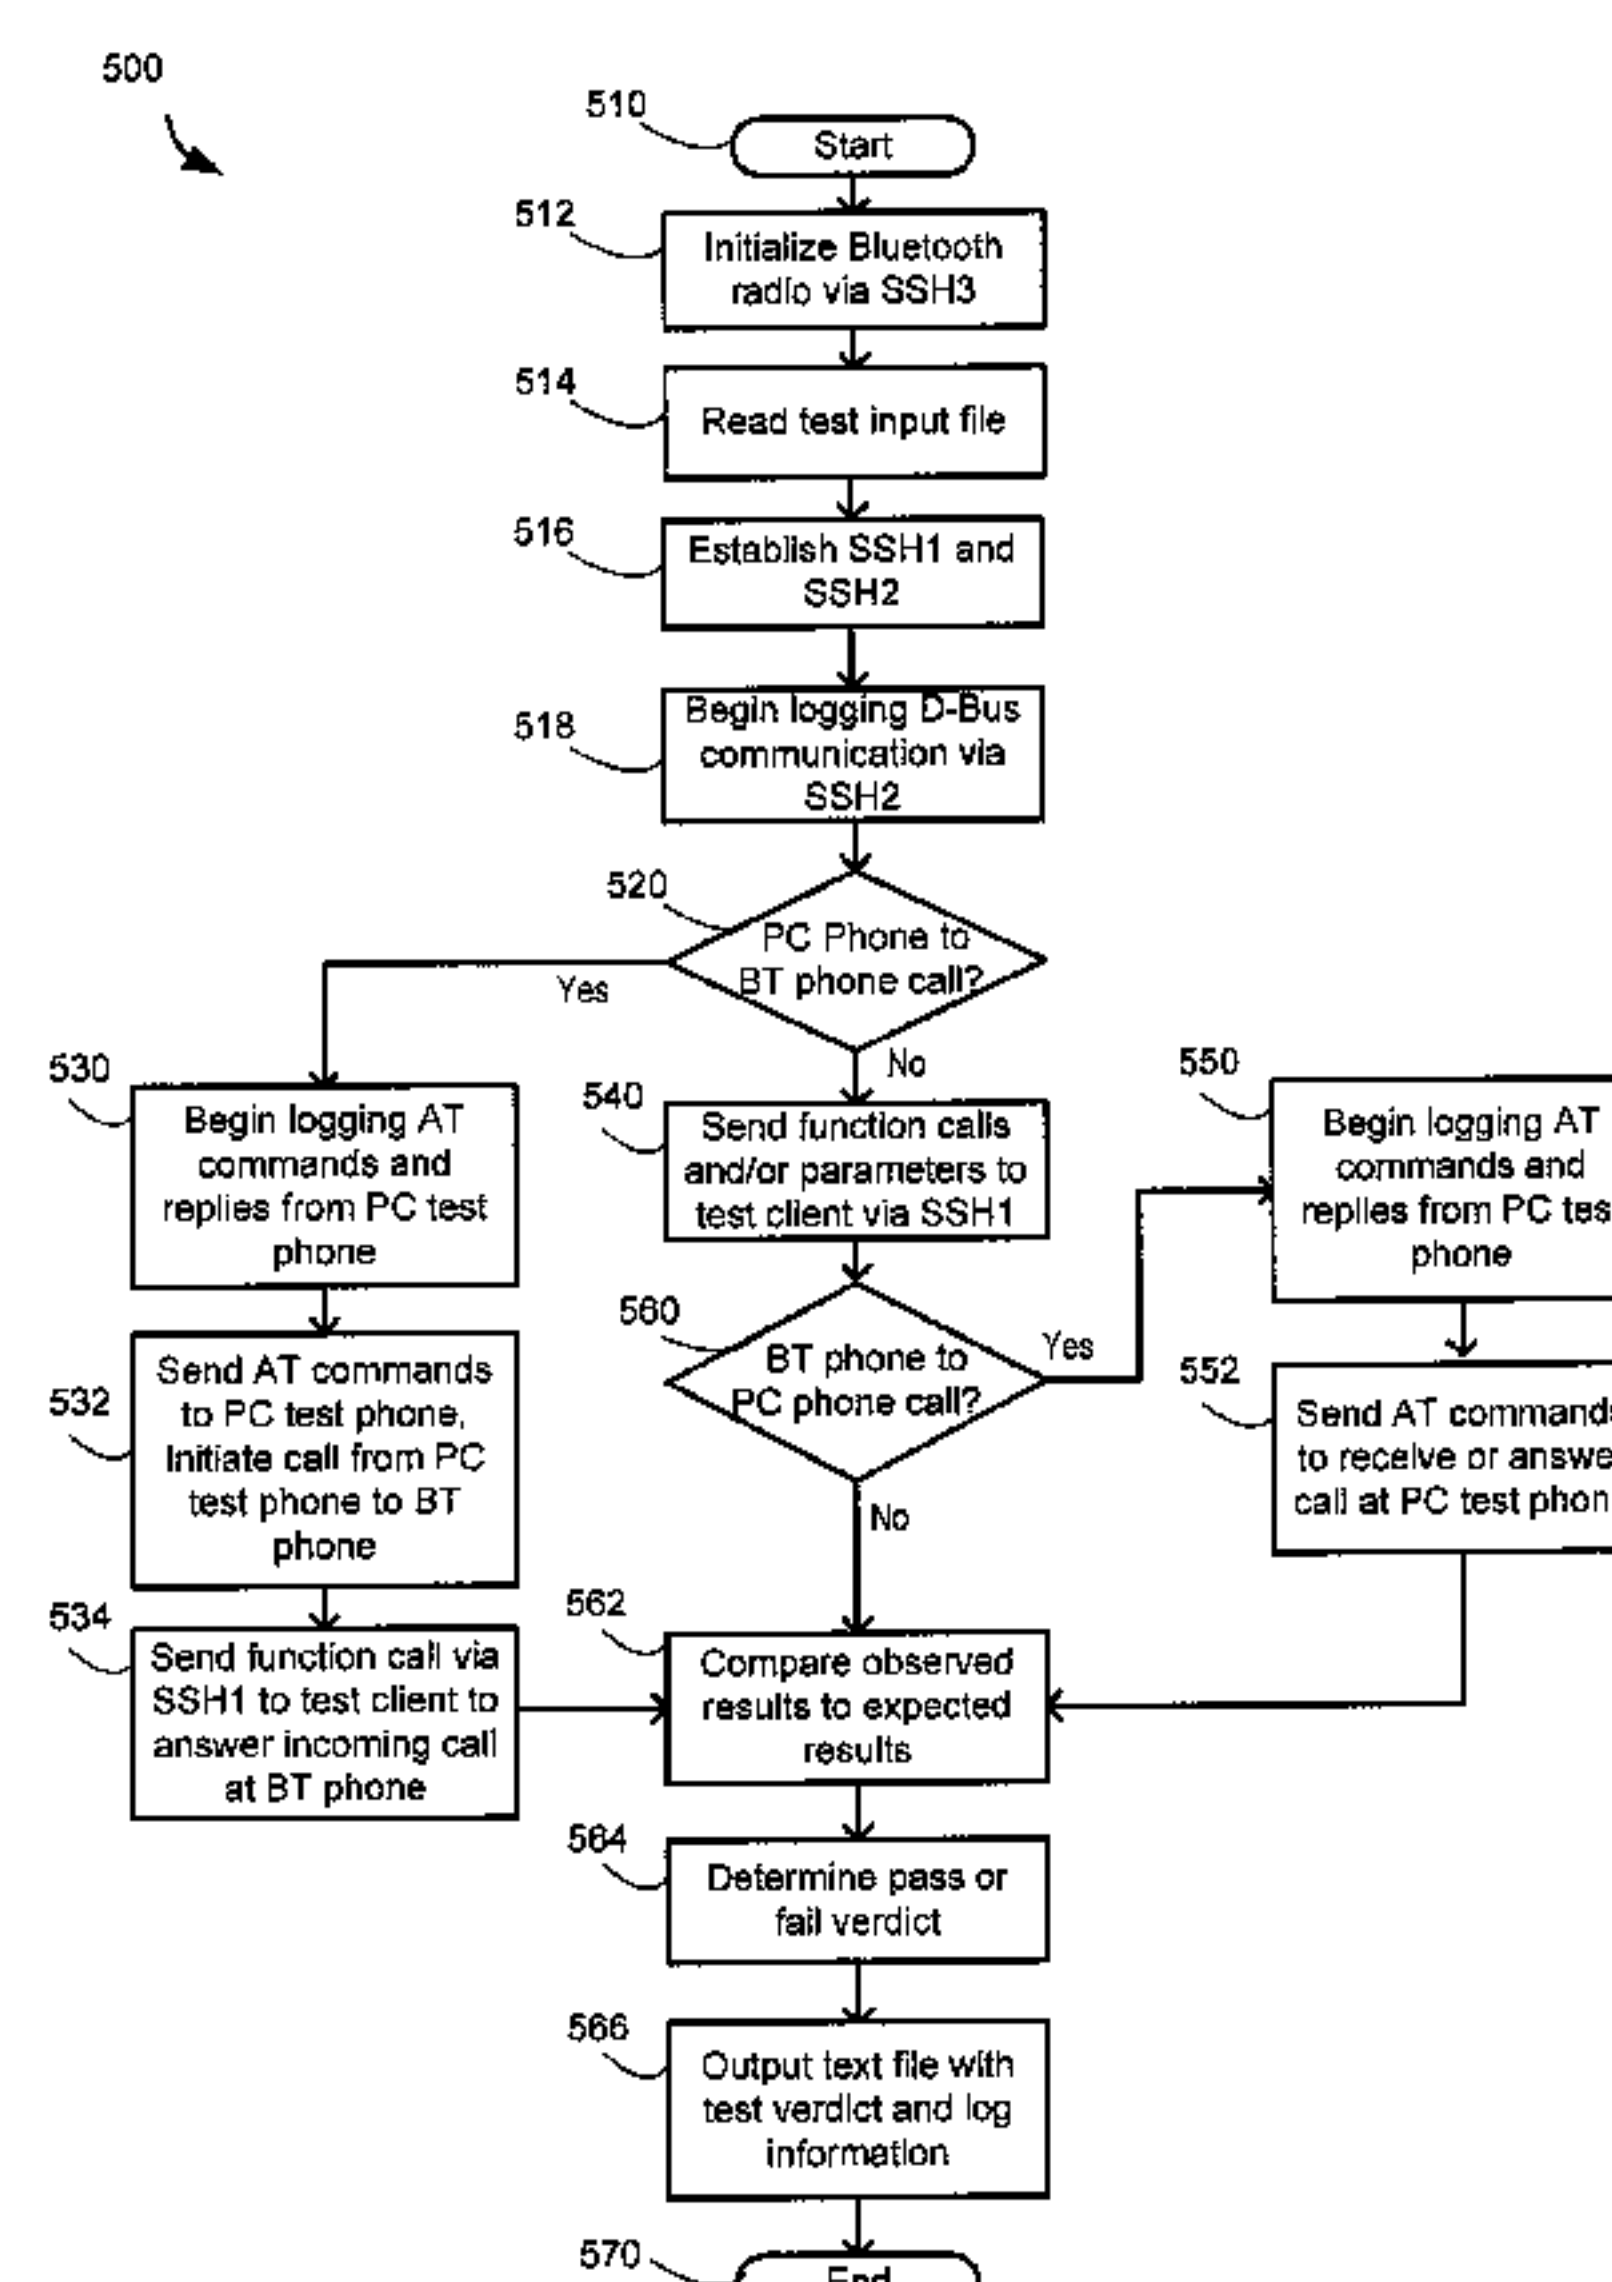 500
510
Start
512
Initialize Bluetooth
radio via SSH3
514
Read test input file
516
Establish SSH1 and
SSH2
518
Begin logging D-Bus
communication via
SSH2
520
PC Phone to
BT phone call?
Yes
No
530
Begin logging AT
commands and
replies from PC test
phone
532
Send AT commands
to PC test phone,
Initiate call from PC
test phone to BT
phone
534
Send function call via
SSH1 to test client to
answer incoming call
at BT phone
540
Send function calls
and/or parameters to
test client via SSH1
560
BT phone to
PC phone call?
Yes
No
550
Begin logging AT
commands and
replies from PC tes
phone
552
Send AT command
to receive or answe
call at PC test phon
562
Compare observed
results to expected
results
564
Determine pass or
fail verdict
566
Output text file with
test verdict and log
information
570
End